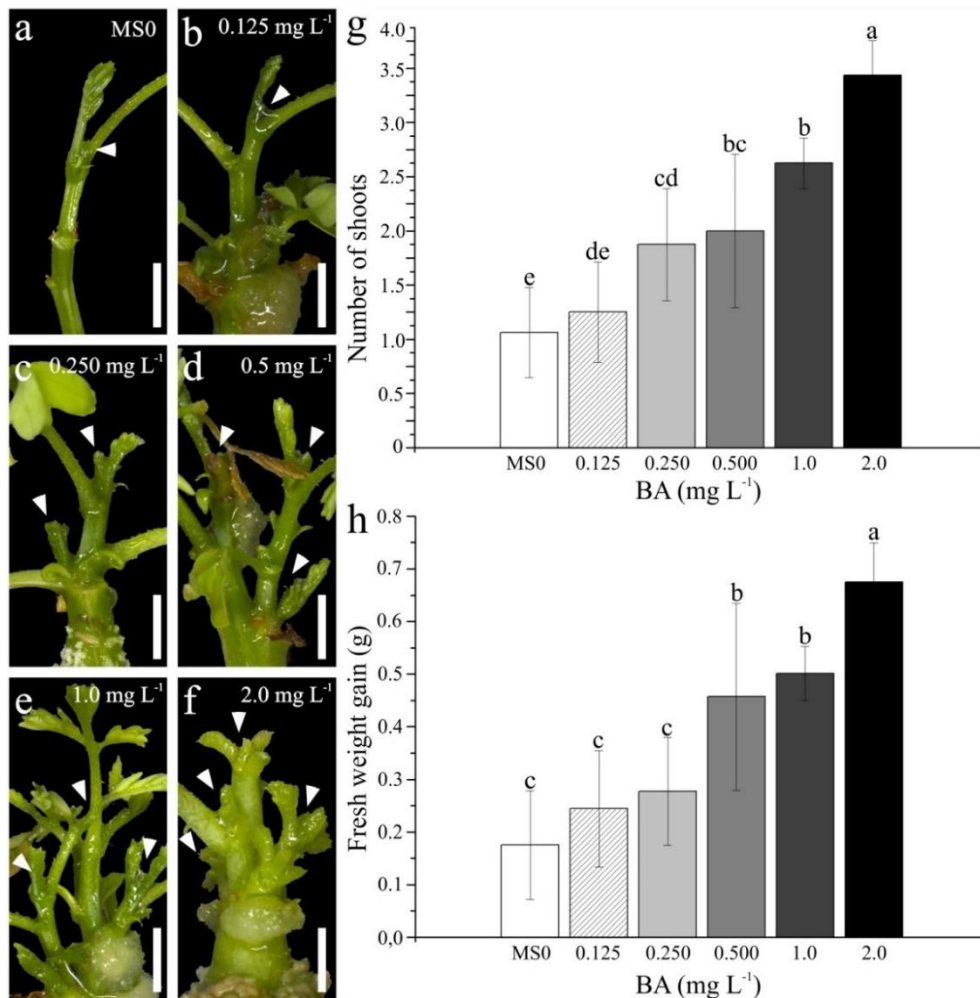 a
MS0
b
0.125 mg L⁻¹
c
0.250 mg L⁻¹
d
0.5 mg L⁻¹
e
1.0 mg L⁻¹
f
2.0 mg L⁻¹
g
Number of shoots
4.0
3.5
3.0
2.5
2.0
1.5
1.0
0.5
0
e
de
cd
bc
b
a
MS0 0.125 0.250 0.500 1.0 2.0
BA (mg L⁻¹)
h
Fresh weight gain (g)
0.8
0.7
0.6
0.5
0.4
0.3
0.2
0.1
0,0
c
c
c
b
b
a
MS0 0.125 0.250 0.500 1.0 2.0
BA (mg L⁻¹)